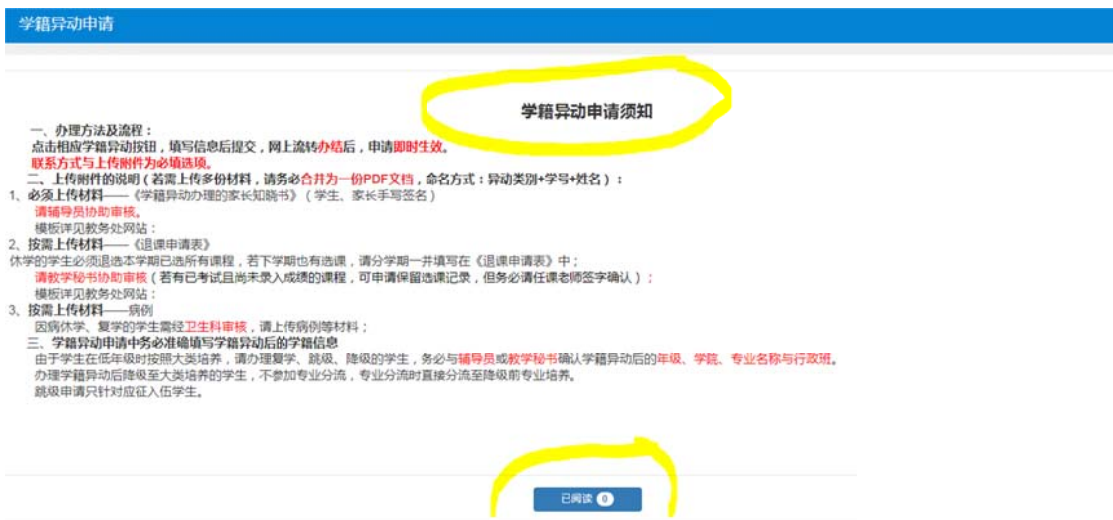 学籍异动申请
学籍异动申请须知
一、办理方法及流程：
点击相应学籍异动按钮，填写信息后提交，网上流转办结后，申请即时生效。
联系方式与上传附件为必填选项。
二、上传附件的说明（若需上传多份材料，请务必合并为一份PDF文档，命名方式：异动类别+学号+姓名）：
1、必须上传材料——《学籍异动办理的家长知晓书》（学生、家长手写签名）
请辅导员协助审核。
模板详见教务处网站：
2、按需上传材料——《退课申请表》
休学的学生必须退选本学期已选所有课程，若下学期也有选课，请分学期一并填写在《退课申请表》中；
请教学秘书协助审核（若有已考试且尚未录入成绩的课程，可申请保留选课记录，但务必请任课老师签字确认）；
模板详见教务处网站：
3、按需上传材料——病例
因病休学、复学的学生需经卫生科审核，请上传病例等材料；
三、学籍异动申请中务必准确填写学籍异动后的学籍信息
由于学生在低年级时按照大类培养，请办理复学、跳级、降级的学生，务必与辅导员或教学秘书确认学籍异动后的年级、学院、专业名称与行政班。
办理学籍异动后降级至大类培养的学生，不参加专业分流，专业分流时直接分流至降级前专业培养。
跳级申请只针对应征入伍学生。
已阅读 0